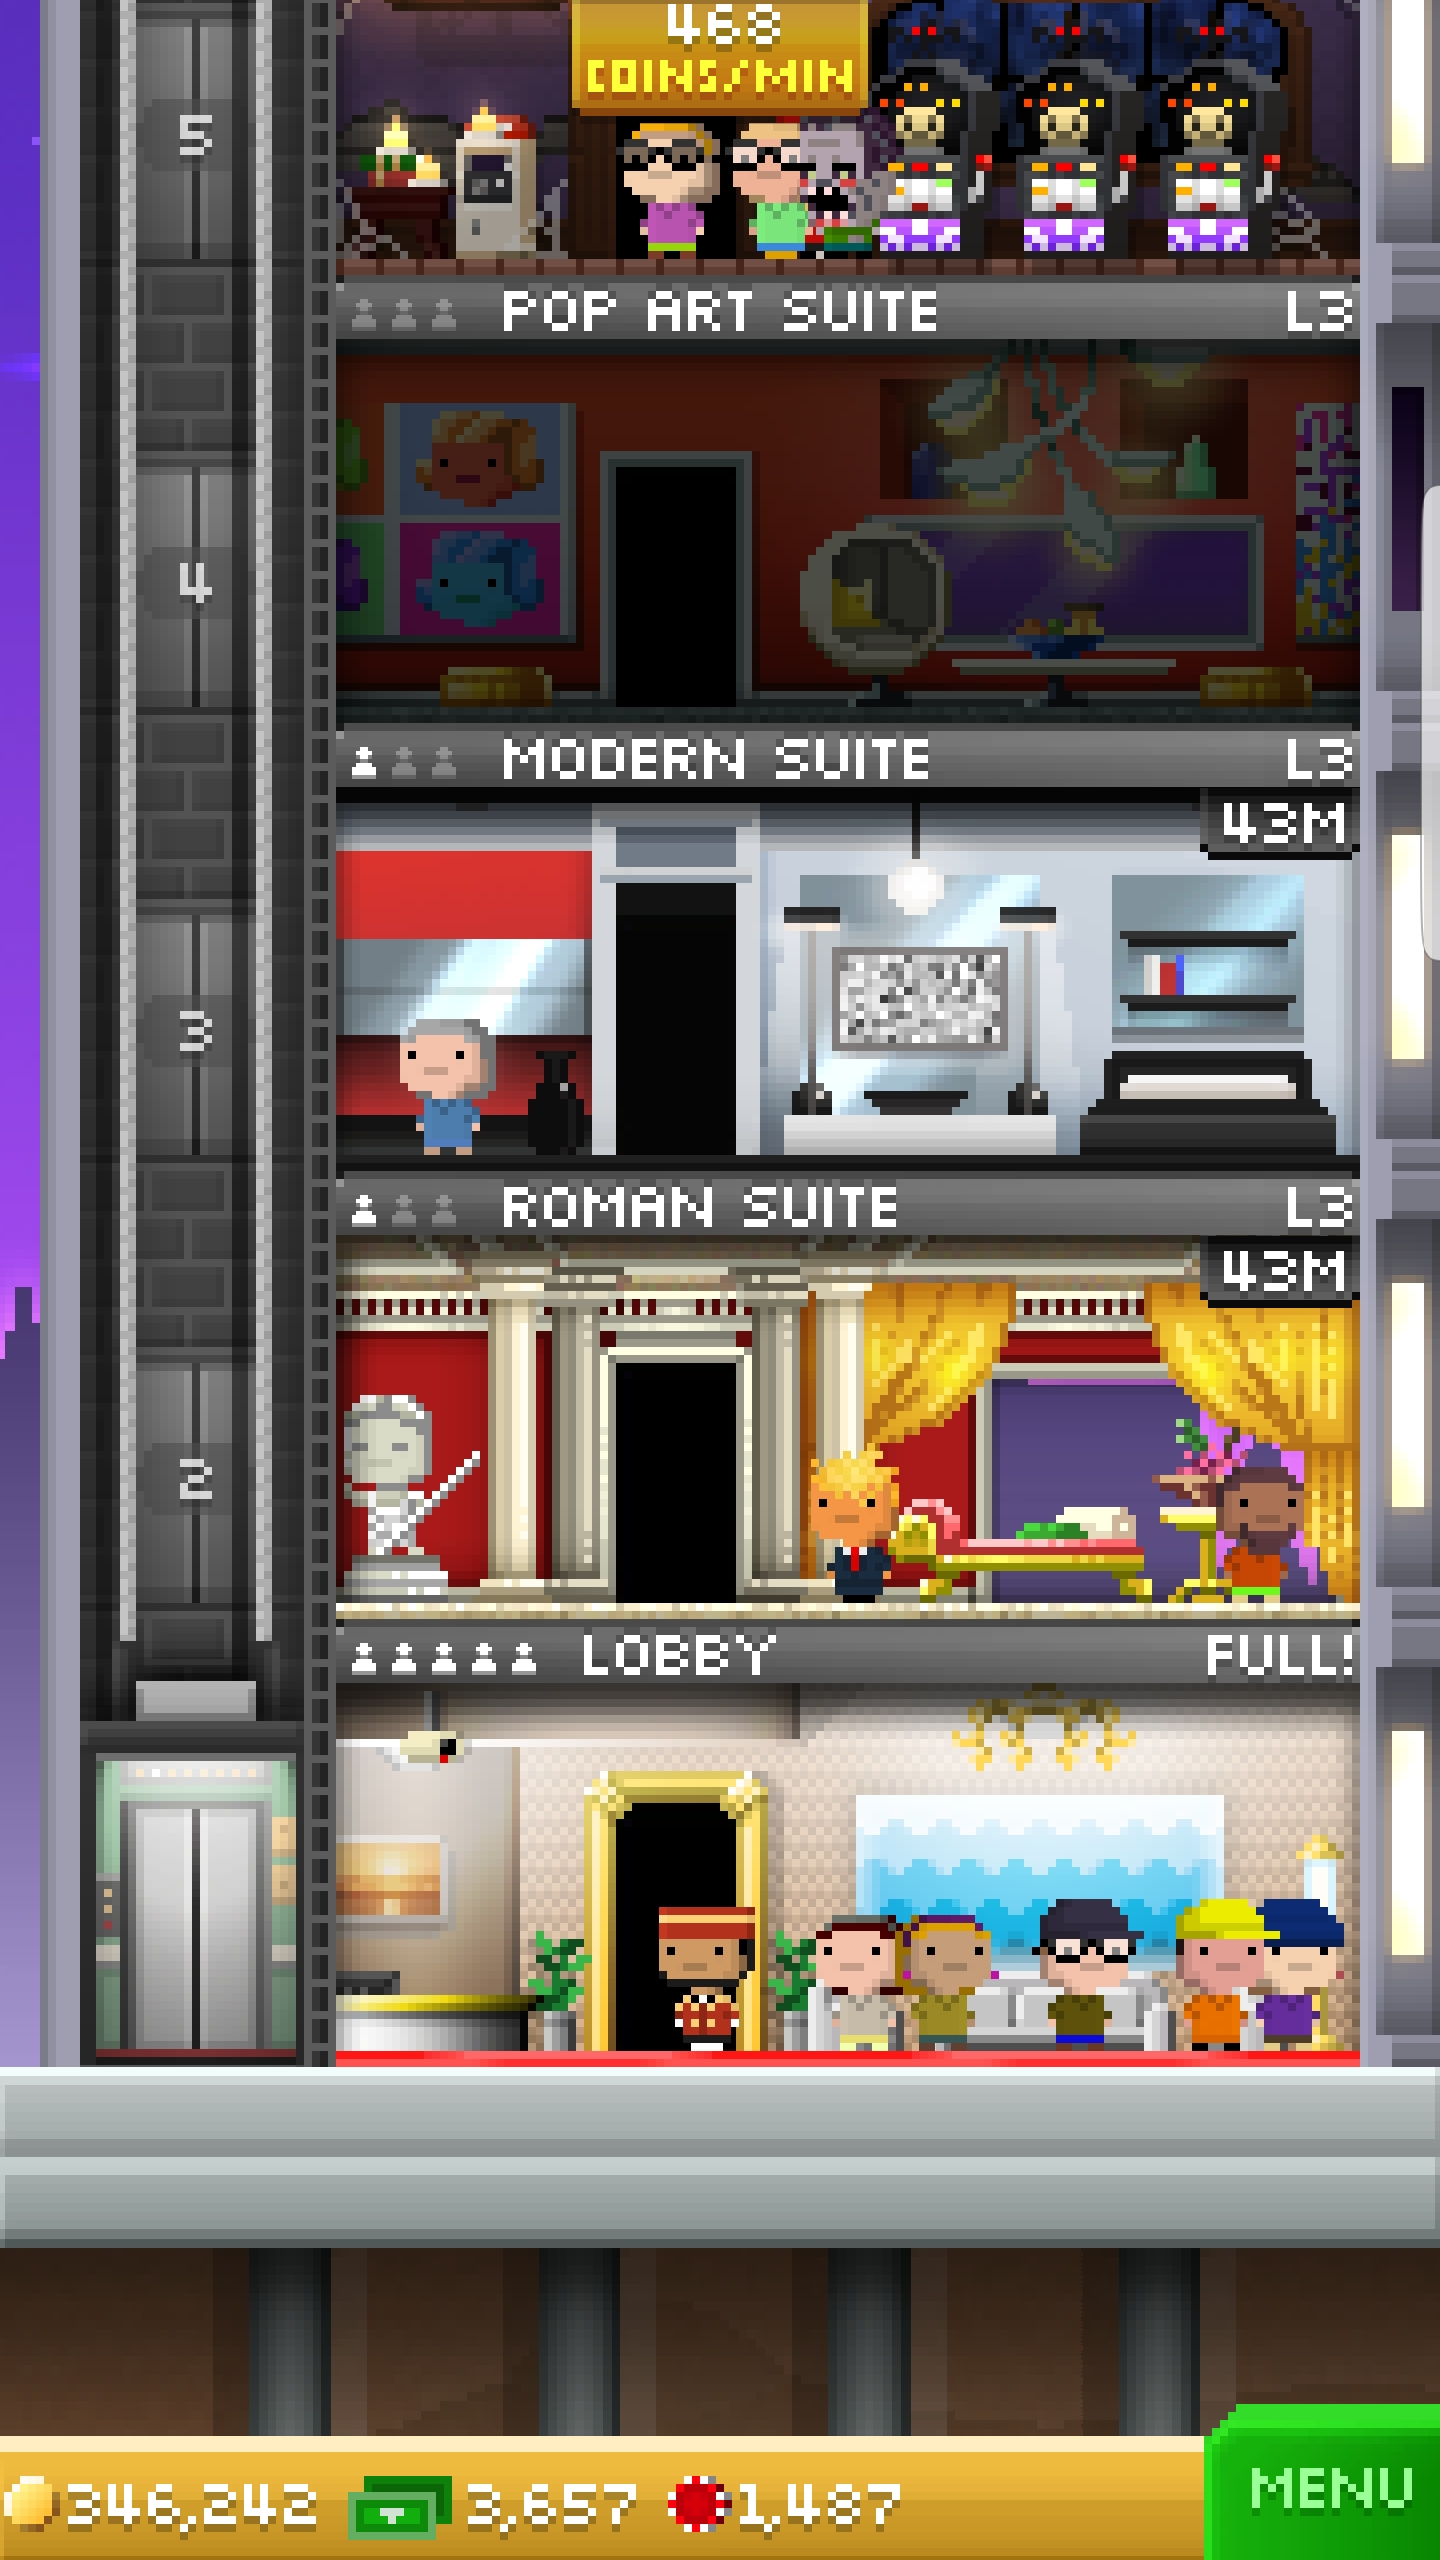 468
COINS/MIN
5
POP ART SUITE L3
4
MODERN SUITE L3
43M
3
ROMAN SUITE L3
43M
2
LOBBY FULL!
346,242 3,657 1,487
MENU